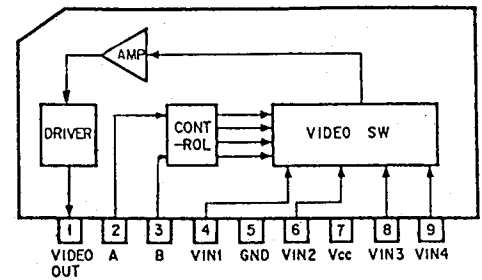 AMP
DRIVER
CONT
-ROL
VIDEO SW
1 2 3 4 5 6 7 8 9
VIDEO
OUT
A B VIN1 GND VIN2 Vcc VIN3 VIN4